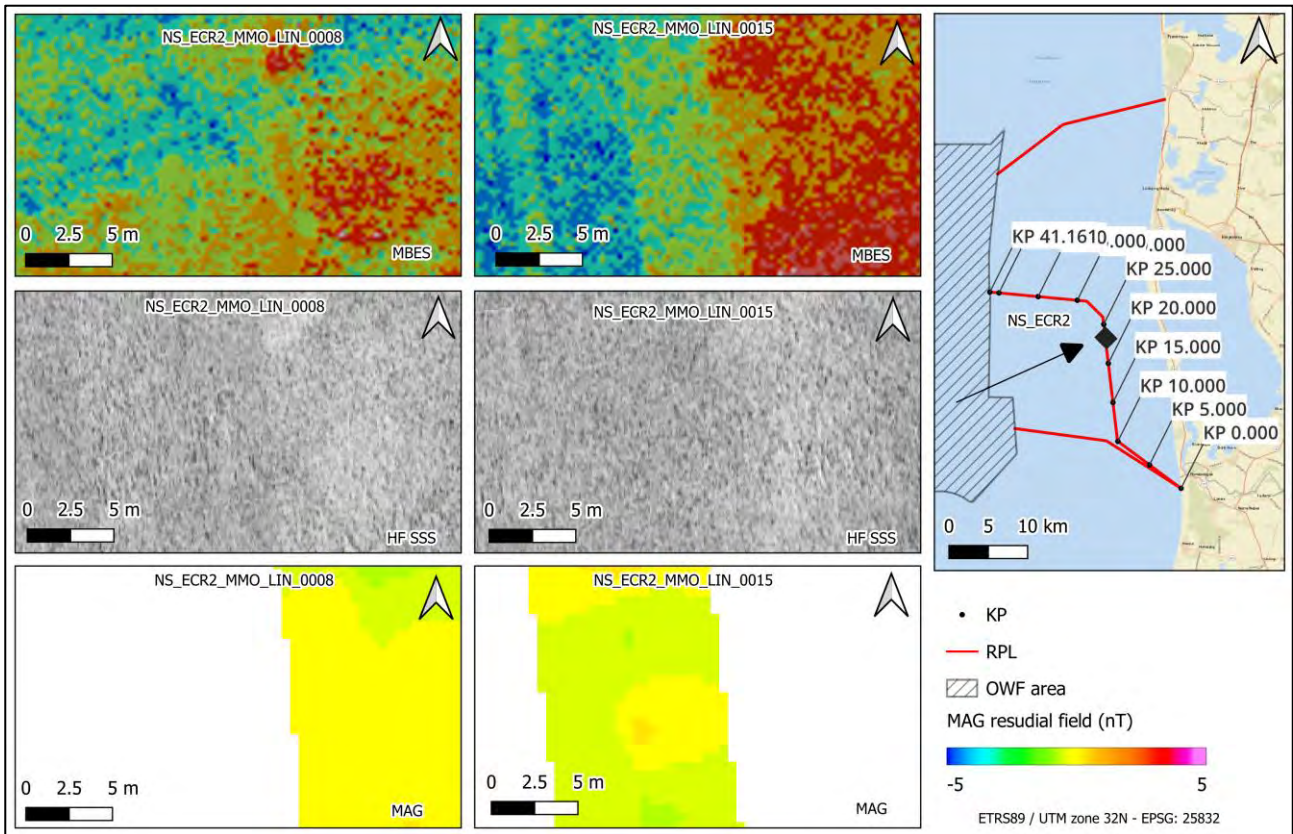 NS_ECR2_MMO_LIN_0008
0 2.5 5 m
MBES
NS_ECR2_MMO_LIN_0015
0 2.5 5 m
MBES
NS_ECR2_MMO_LIN_0008
0 2.5 5 m
HF SSS
NS_ECR2_MMO_LIN_0015
0 2.5 5 m
HF SSS
NS_ECR2_MMO_LIN_0008
0 2.5 5 m
MAG
NS_ECR2_MMO_LIN_0015
0 2.5 5 m
MAG
KP 41.1610
.000
.000
KP 25.000
NS_ECR2
KP 20.000
KP 15.000
KP 10.000
KP 5.000
KP 0.000
0 5 10 km
KP
RPL
OWF area
MAG resudial field (nT)
-5 5
ETRS89 / UTM zone 32N - EPSG: 25832